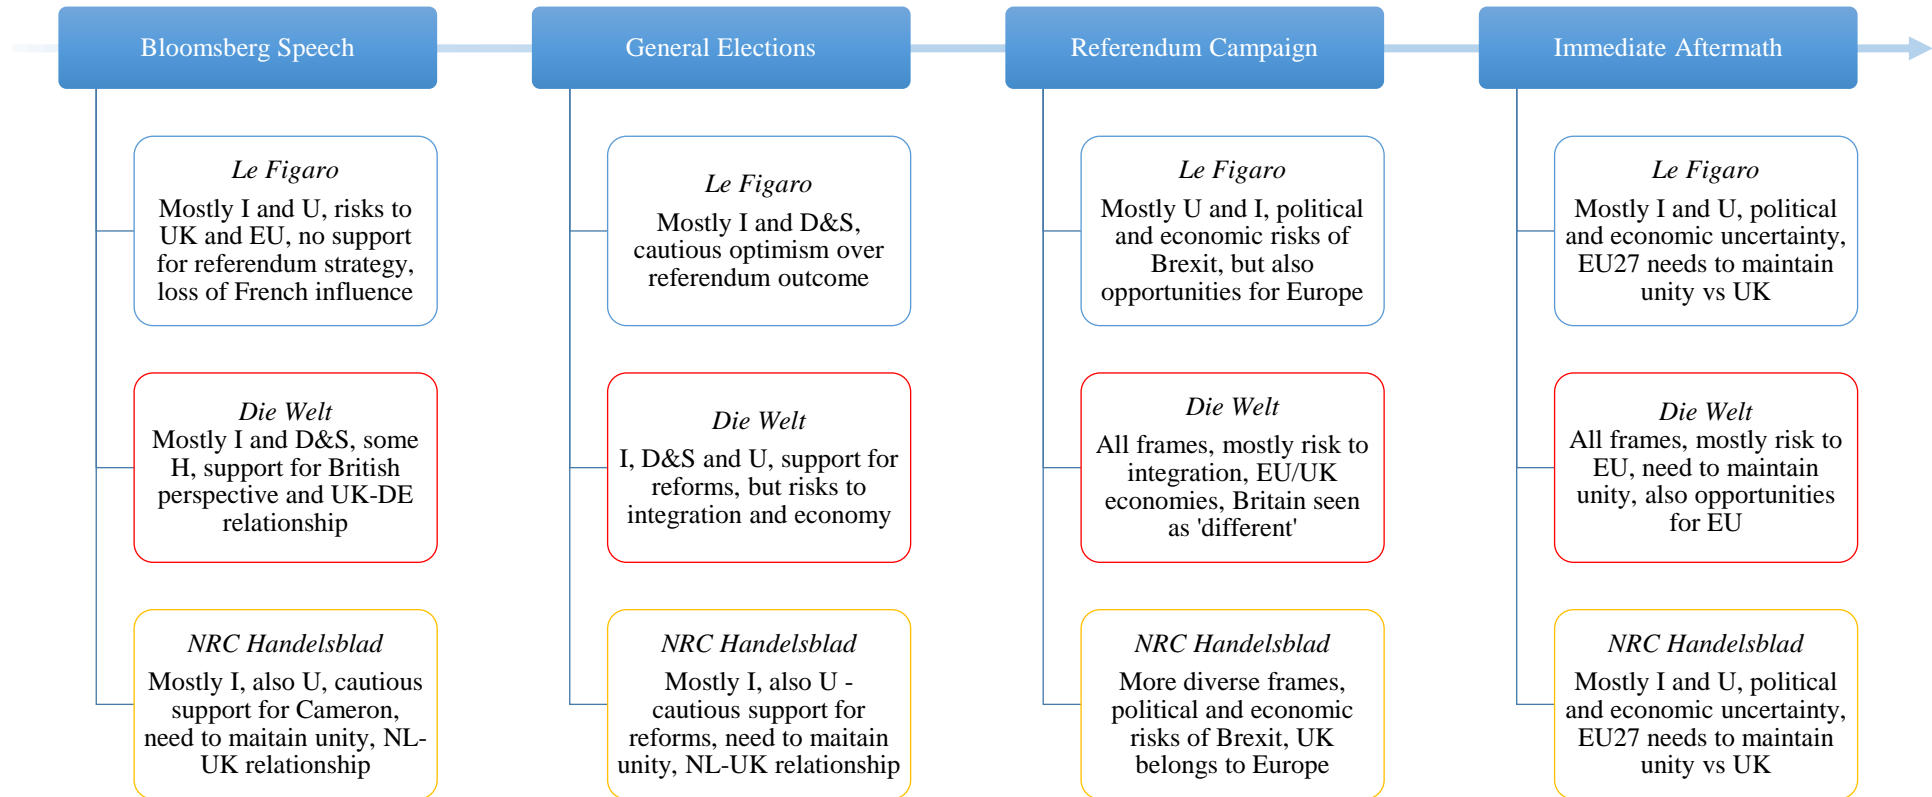 Bloomsberg Speech
Le Figaro
Mostly I and U, risks to
UK and EU, no support
for referendum strategy,
loss of French influence
Die Welt
Mostly I and D&S, some
H, support for British
perspective and UK-DE
relationship
NRC Handelsblad
Mostly I, also U, cautious
support for Cameron,
need to maitain unity, NL-
UK relationship
General Elections
Le Figaro
Mostly I and D&S,
cautious optimism over
referendum outcome
Die Welt
I, D&S and U, support for
reforms, but risks to
integration and economy
NRC Handelsblad
Mostly I, also U -
cautious support for
reforms, need to maitain
unity, NL-UK relationship
Referendum Campaign
Le Figaro
Mostly U and I, political
and economic risks of
Brexit, but also
opportunities for Europe
Die Welt
All frames, mostly risk to
integration, EU/UK
economies, Britain seen
as 'different'
NRC Handelsblad
More diverse frames,
political and economic
risks of Brexit, UK
belongs to Europe
Immediate Aftermath
Le Figaro
Mostly I and U, political
and economic uncertainty,
EU27 needs to maintain
unity vs UK
Die Welt
All frames, mostly risk to
EU, need to maintain
unity, also opportunities
for EU
NRC Handelsblad
Mostly I and U, political
and economic uncertainty,
EU27 needs to maintain
unity vs UK